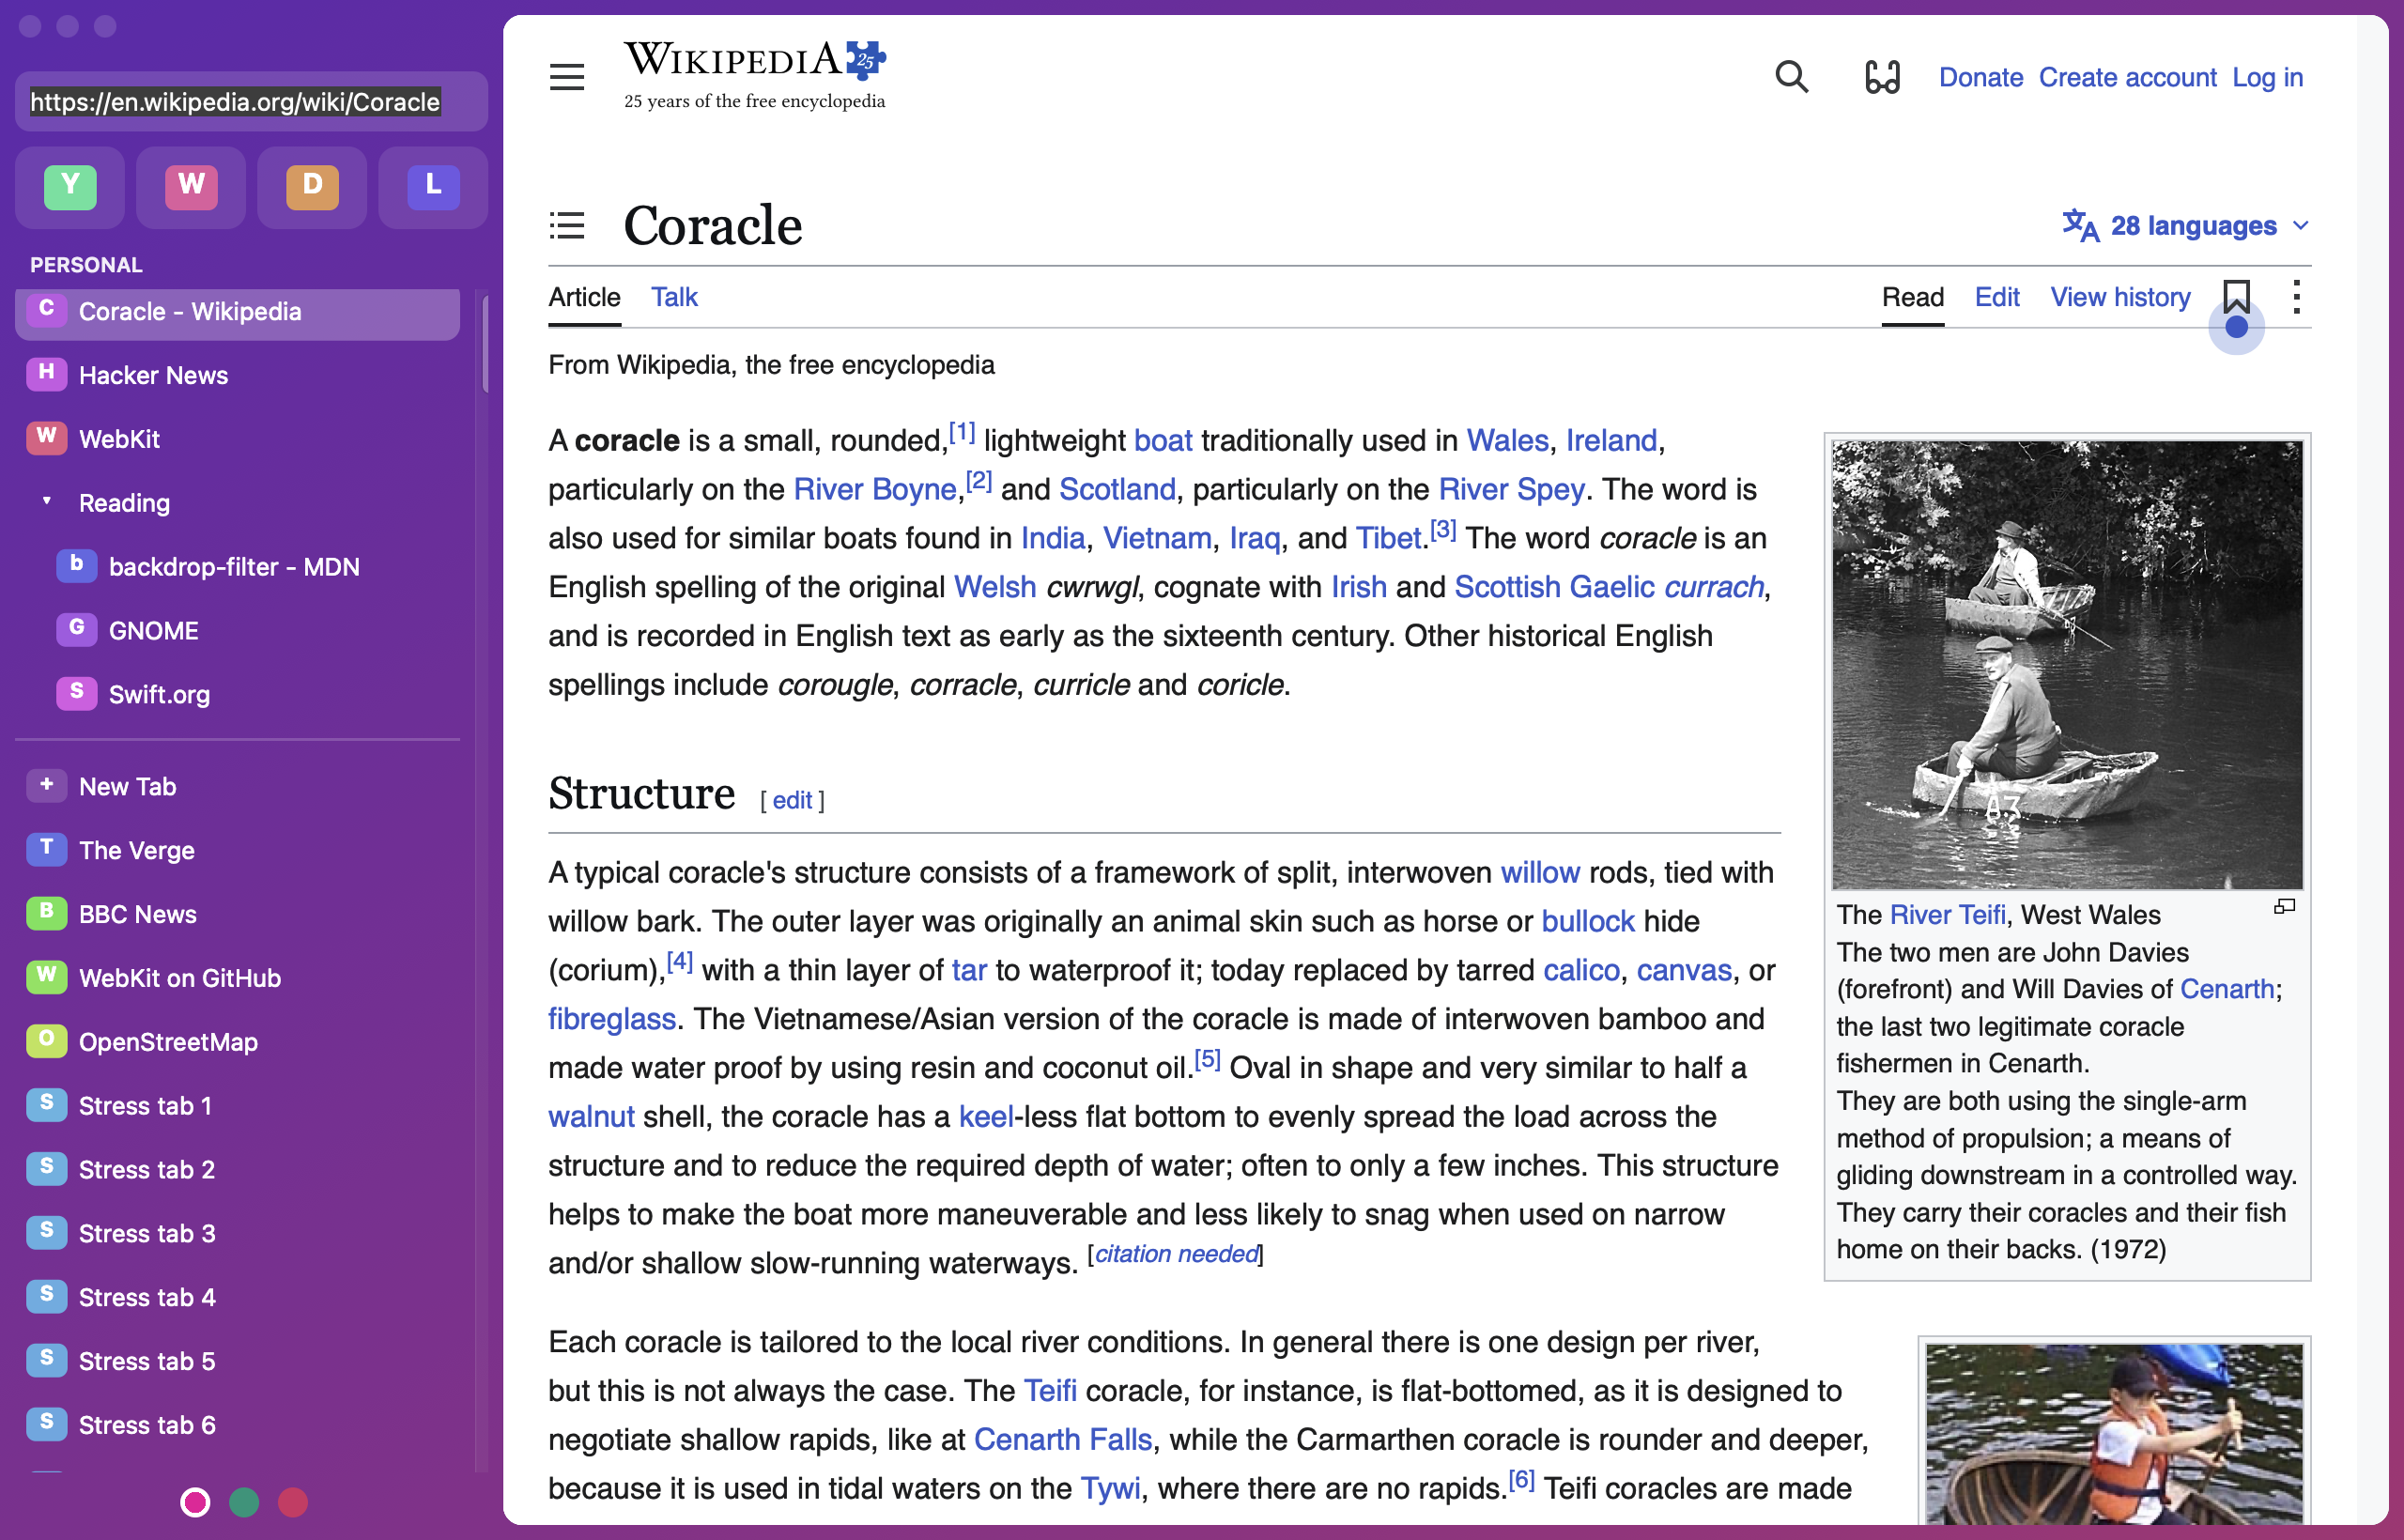 https://en.wikipedia.org/wiki/Coracle
Y W D L
PERSONAL
C Coracle – Wikipedia
H Hacker News
W WebKit
Reading
b backdrop-filter – MDN
G GNOME
S Swift.org
+ New Tab
T The Verge
B BBC News
W WebKit on GitHub
O OpenStreetMap
S Stress tab 1
S Stress tab 2
S Stress tab 3
S Stress tab 4
S Stress tab 5
S Stress tab 6
WIKIPEDIA 25
25 years of the free encyclopedia
Donate Create account Log in
Coracle
文A 28 languages
Article Talk
Read Edit View history
From Wikipedia, the free encyclopedia
A coracle is a small, rounded,[1] lightweight boat traditionally used in Wales, Ireland,
particularly on the River Boyne,[2] and Scotland, particularly on the River Spey. The word is
also used for similar boats found in India, Vietnam, Iraq, and Tibet.[3] The word coracle is an
English spelling of the original Welsh cwrwgl, cognate with Irish and Scottish Gaelic currach,
and is recorded in English text as early as the sixteenth century. Other historical English
spellings include corougle, corracle, curricle and coricle.
Structure [ edit ]
A typical coracle's structure consists of a framework of split, interwoven willow rods, tied with
willow bark. The outer layer was originally an animal skin such as horse or bullock hide
(corium),[4] with a thin layer of tar to waterproof it; today replaced by tarred calico, canvas, or
fibreglass. The Vietnamese/Asian version of the coracle is made of interwoven bamboo and
made water proof by using resin and coconut oil.[5] Oval in shape and very similar to half a
walnut shell, the coracle has a keel-less flat bottom to evenly spread the load across the
structure and to reduce the required depth of water; often to only a few inches. This structure
helps to make the boat more maneuverable and less likely to snag when used on narrow
and/or shallow slow-running waterways. [citation needed]
Each coracle is tailored to the local river conditions. In general there is one design per river,
but this is not always the case. The Teifi coracle, for instance, is flat-bottomed, as it is designed to
negotiate shallow rapids, like at Cenarth Falls, while the Carmarthen coracle is rounder and deeper,
because it is used in tidal waters on the Tywi, where there are no rapids.[6] Teifi coracles are made
A3
The River Teifi, West Wales
The two men are John Davies
(forefront) and Will Davies of Cenarth;
the last two legitimate coracle
fishermen in Cenarth.
They are both using the single-arm
method of propulsion; a means of
gliding downstream in a controlled way.
They carry their coracles and their fish
home on their backs. (1972)